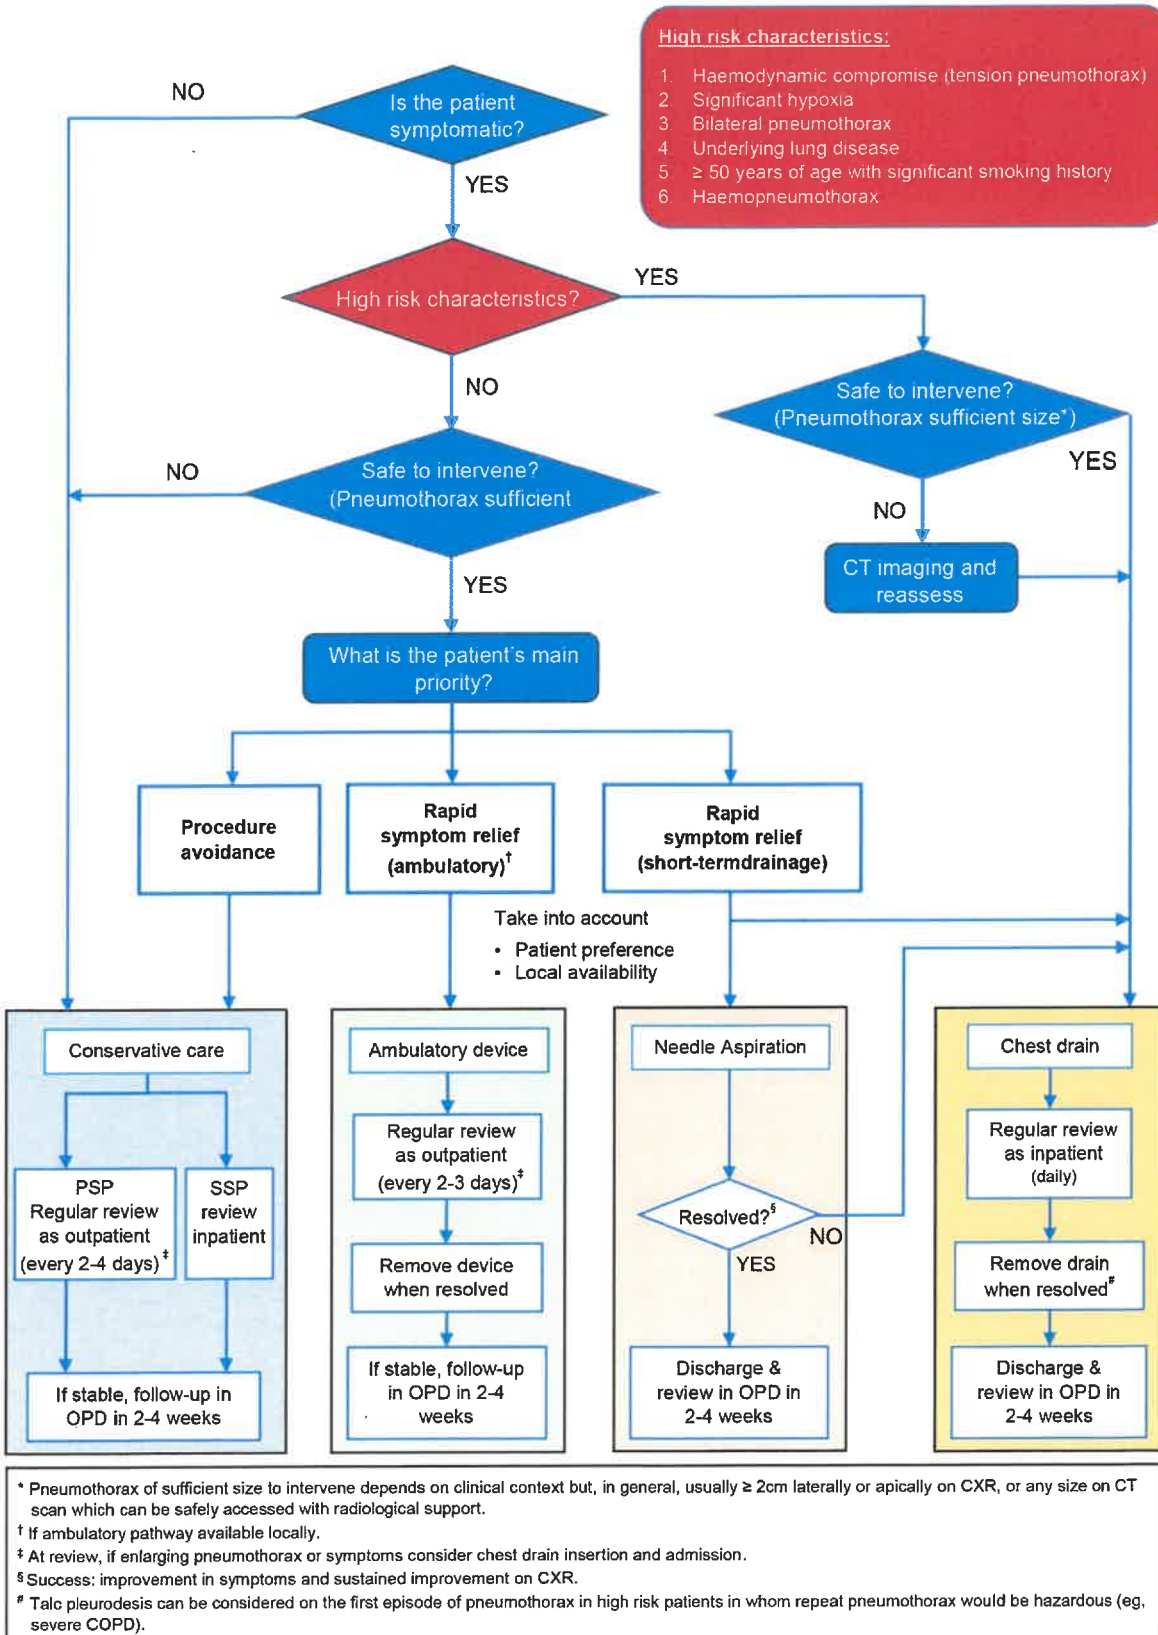 High risk characteristics:
1. Haemodynamic compromise (tension pneumothorax)
2. Significant hypoxia
3. Bilateral pneumothorax
4. Underlying lung disease
5. ≥ 50 years of age with significant smoking history
6. Haemopneumothorax
NO
Is the patient
symptomatic?
YES
High risk characteristics?
YES
NO
Safe to intervene?
(Pneumothorax sufficient size*)
YES
NO
Safe to intervene?
(Pneumothorax sufficient
NO
CT imaging and
reassess
YES
What is the patient's main
priority?
Procedure
avoidance
Rapid
symptom relief
(ambulatory)†
Rapid
symptom relief
(short-termdrainage)
Take into account
• Patient preference
• Local availability
Conservative care
PSP
Regular review
as outpatient
(every 2-4 days)‡
SSP
review
inpatient
If stable, follow-up in
OPD in 2-4 weeks
Ambulatory device
Regular review
as outpatient
(every 2-3 days)‡
Remove device
when resolved
If stable, follow-up
in OPD in 2-4
weeks
Needle Aspiration
Resolved?§
NO
YES
Discharge &
review in OPD in
2-4 weeks
Chest drain
Regular review
as inpatient
(daily)
Remove drain
when resolved#
Discharge &
review in OPD in
2-4 weeks
* Pneumothorax of sufficient size to intervene depends on clinical context but, in general, usually ≥ 2cm laterally or apically on CXR, or any size on CT
scan which can be safely accessed with radiological support.
† If ambulatory pathway available locally.
‡ At review, if enlarging pneumothorax or symptoms consider chest drain insertion and admission.
§ Success: improvement in symptoms and sustained improvement on CXR.
# Talc pleurodesis can be considered on the first episode of pneumothorax in high risk patients in whom repeat pneumothorax would be hazardous (eg,
severe COPD).